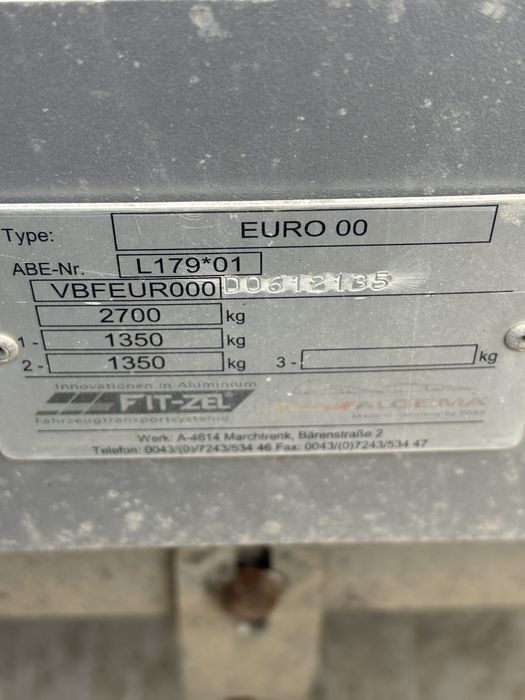 Type: EURO 00
ABE-Nr. L179*01
VBFEUR000 D0612135
2700 kg
1 - 1350 kg
2 - 1350 kg 3 - kg
Innovationen in Aluminium
FIT-ZEL
Fahrzeugtransportsysteme
ALGEMA
Werk: A-4614 Marchtrenk, Bärenstraße 2
Telefon: 0043/(0)/7243/534 46 Fax: 0043/(0)7243/534 47